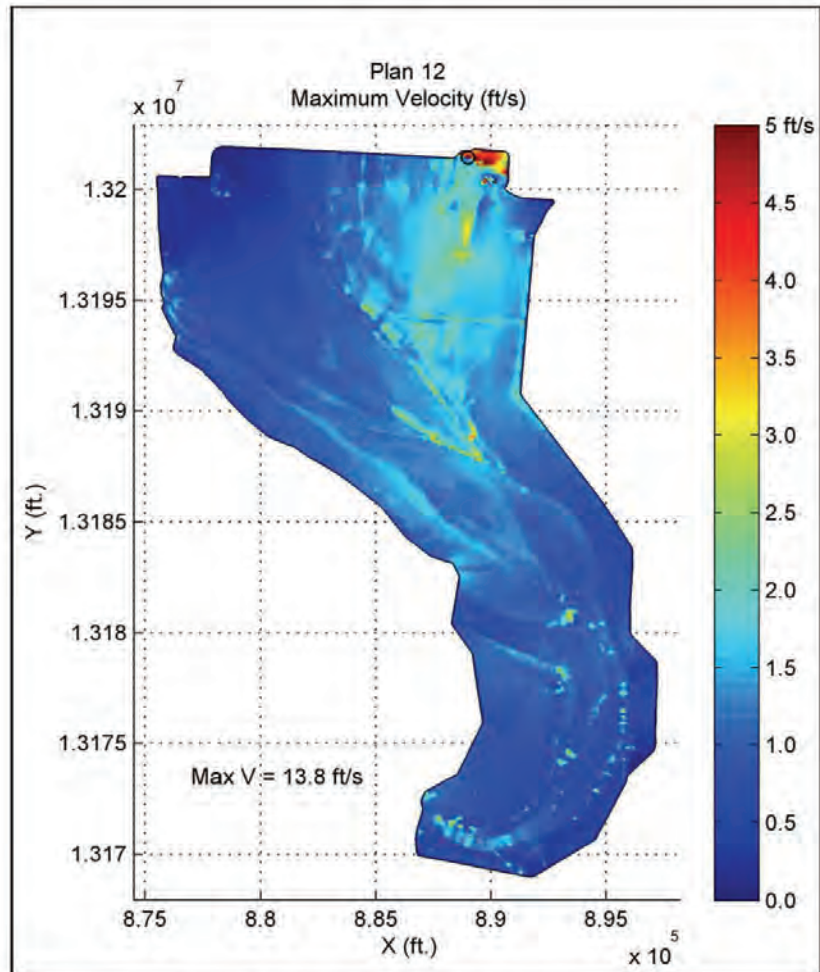 Plan 12
Maximum Velocity (ft/s)
x 10 7
1.32
1.3195
1.319
1.3185
1.318
1.3175
1.317
Y (ft.)
Max V = 13.8 ft/s
8.75 8.8 8.85 8.9 8.95
X (ft.)
x 10 5
5 ft/s
4.5
4.0
3.5
3.0
2.5
2.0
1.5
1.0
0.5
0.0